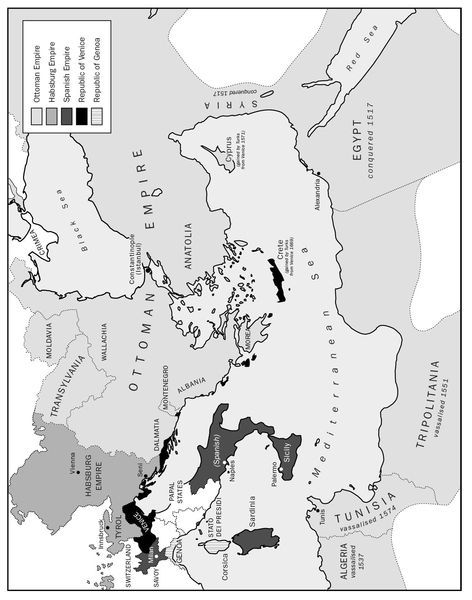 Ottoman Empire
Habsburg Empire
Spanish Empire
Republic of Venice
Republic of Genoa
CRIMEA
Black Sea
MOLDAVIA
TRANSYLVANIA
WALLACHIA
Vienna
HABSBURG
EMPIRE
Innsbruck
TYROL
SWITZERLAND
SAVOY
Milan
VENICE
GENOA
Senj
DALMATIA
MONTENEGRO
ALBANIA
OTTOMAN EMPIRE
Constantinople
(Istanbul)
ANATOLIA
PAPAL
STATES
STATO
DEI PRESIDI
Corsica
Sardinia
(Spanish)
Naples
Palermo
Sicily
MOREA
Crete
(gained by Turks
from Venice 1669)
Cyprus
(gained by Turks
from Venice 1571)
SYRIA
conquered 1517
Mediterranean Sea
Tunis
TUNISIA
vassalised 1574
ALGERIA
vassalised
1537
TRIPOLITANIA
vassalised 1551
Alexandria
EGYPT
conquered 1517
Red Sea